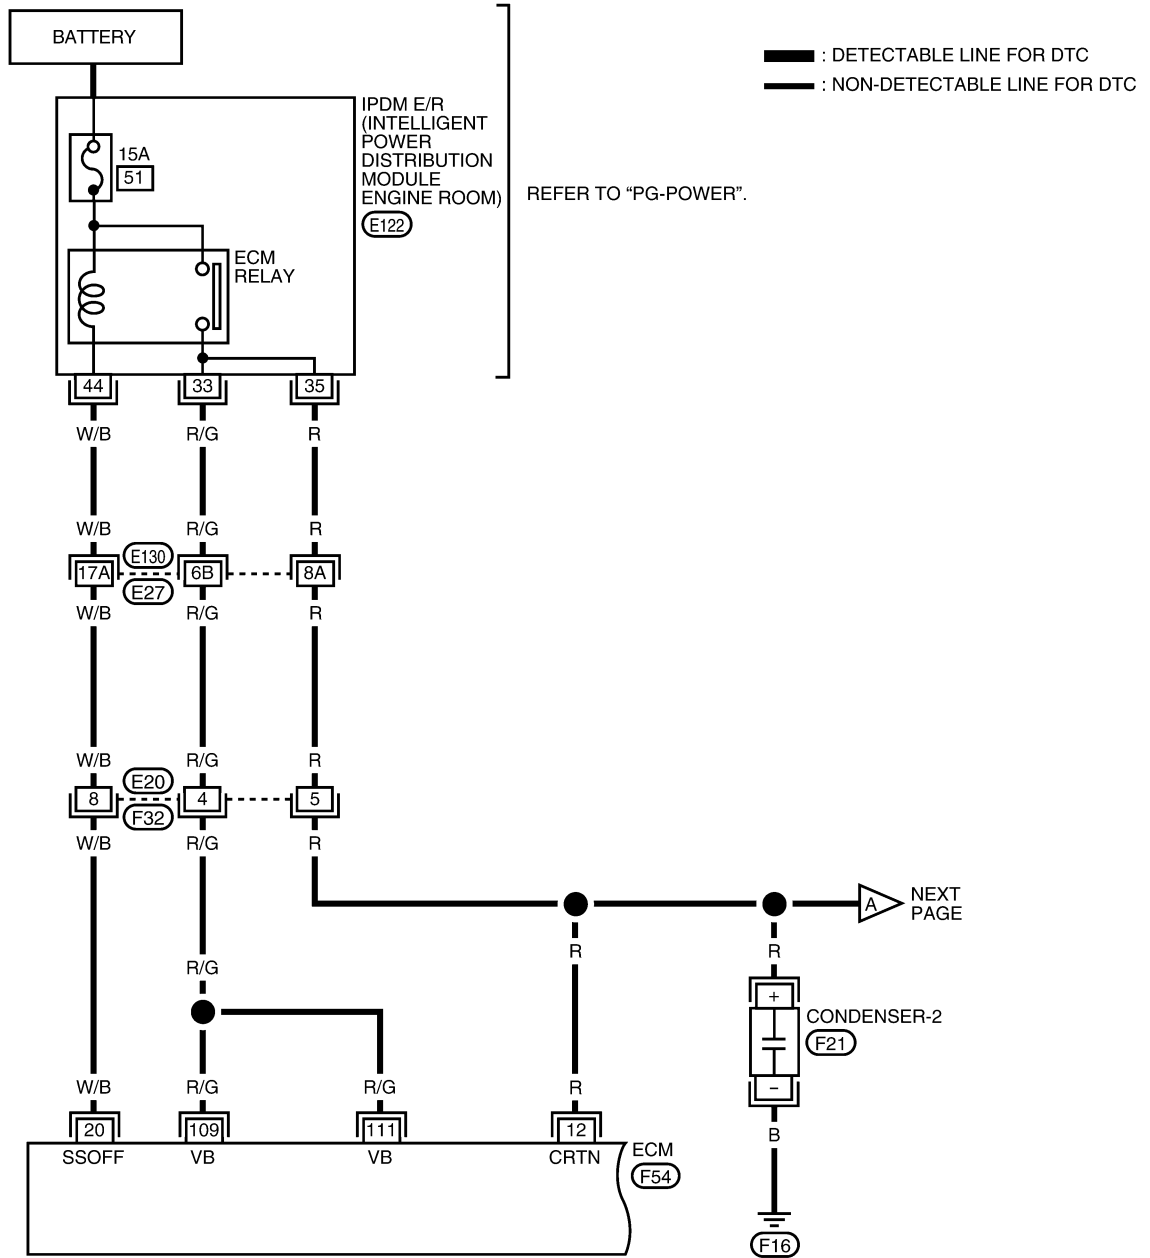 BATTERY
: DETECTABLE LINE FOR DTC
: NON-DETECTABLE LINE FOR DTC
IPDM E/R
(INTELLIGENT
POWER
DISTRIBUTION
MODULE
ENGINE ROOM)
E122
REFER TO “PG-POWER”.
15A
51
ECM
RELAY
44 33 35
W/B R/G R
W/B R/G R
E130
17A 6B 8A
E27
W/B R/G R
W/B R/G R
E20
8 4 5
F32
W/B R/G R
A
NEXT
PAGE
R R
R/G
+
CONDENSER-2
F21
−
W/B R/G R/G R
20 109 111 12
B
SSOFF VB VB CRTN
ECM
F54
F16